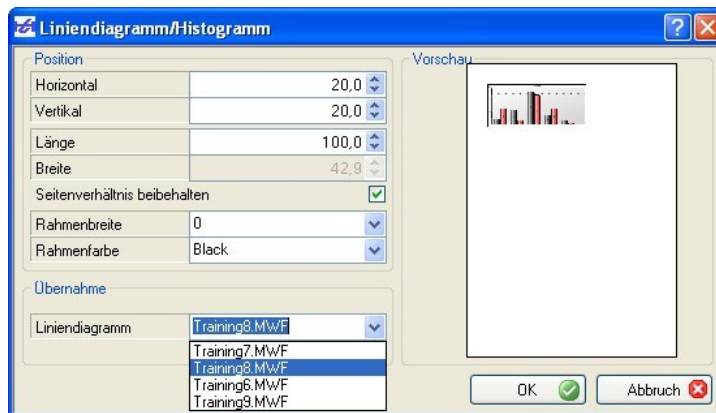 Liniendiagramm/Histogramm
Position
Horizontal 20,0
Vertikal 20,0
Länge 100,0
Breite 42,9
Seitenverhältnis beibehalten
Rahmenbreite 0
Rahmenfarbe Black
Übernahme
Liniendiagramm Training8.MWF
Training7.MWF
Training8.MWF
Training6.MWF
Training9.MWF
Vorschau
OK
Abbruch